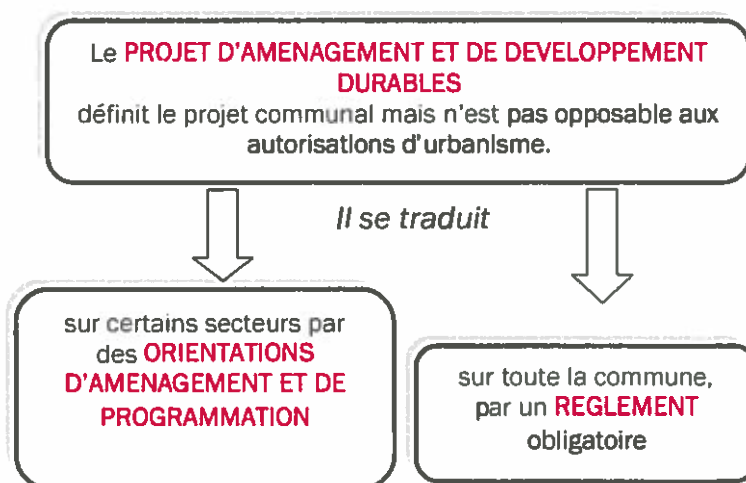 Le PROJET D'AMENAGEMENT ET DE DEVELOPPEMENT
DURABLES
définit le projet communal mais n'est pas opposable aux
autorisations d'urbanisme.
Il se traduit
sur certains secteurs par
des ORIENTATIONS
D'AMENAGEMENT ET DE
PROGRAMMATION
sur toute la commune,
par un REGLEMENT
obligatoire